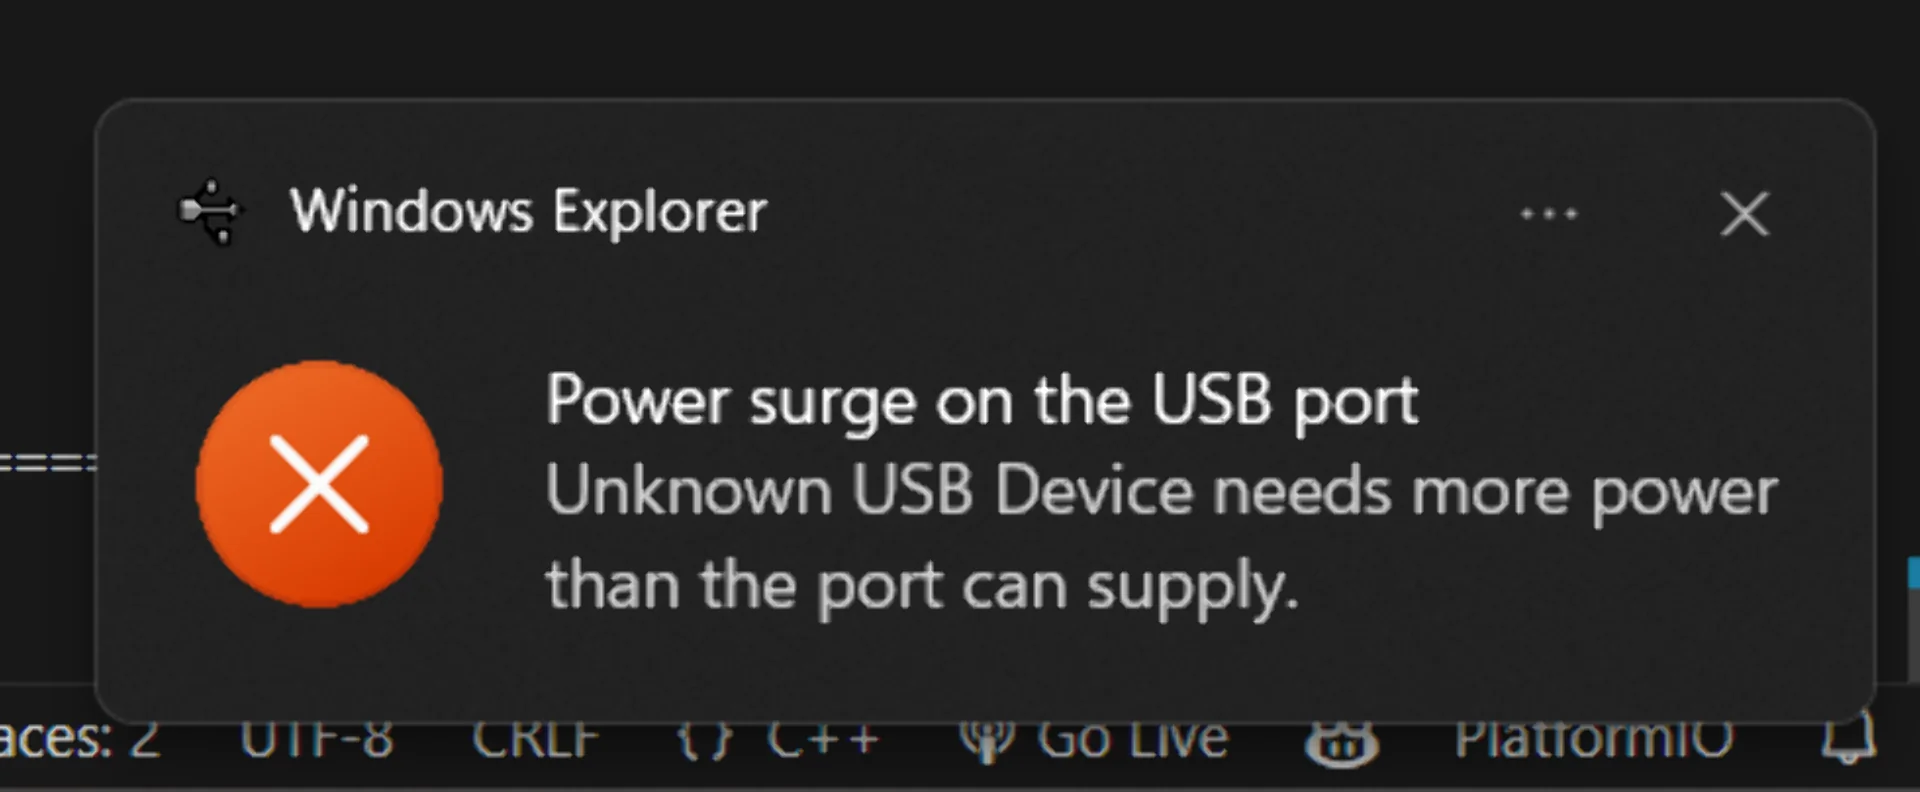 Windows Explorer
Power surge on the USB port
Unknown USB Device needs more power
than the port can supply.
====
aces: 2 UTF-8 CRLF {} C++ Go Live PlatformIO